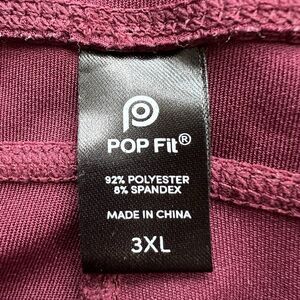 POP Fit®
92% POLYESTER
8% SPANDEX
MADE IN CHINA
3XL